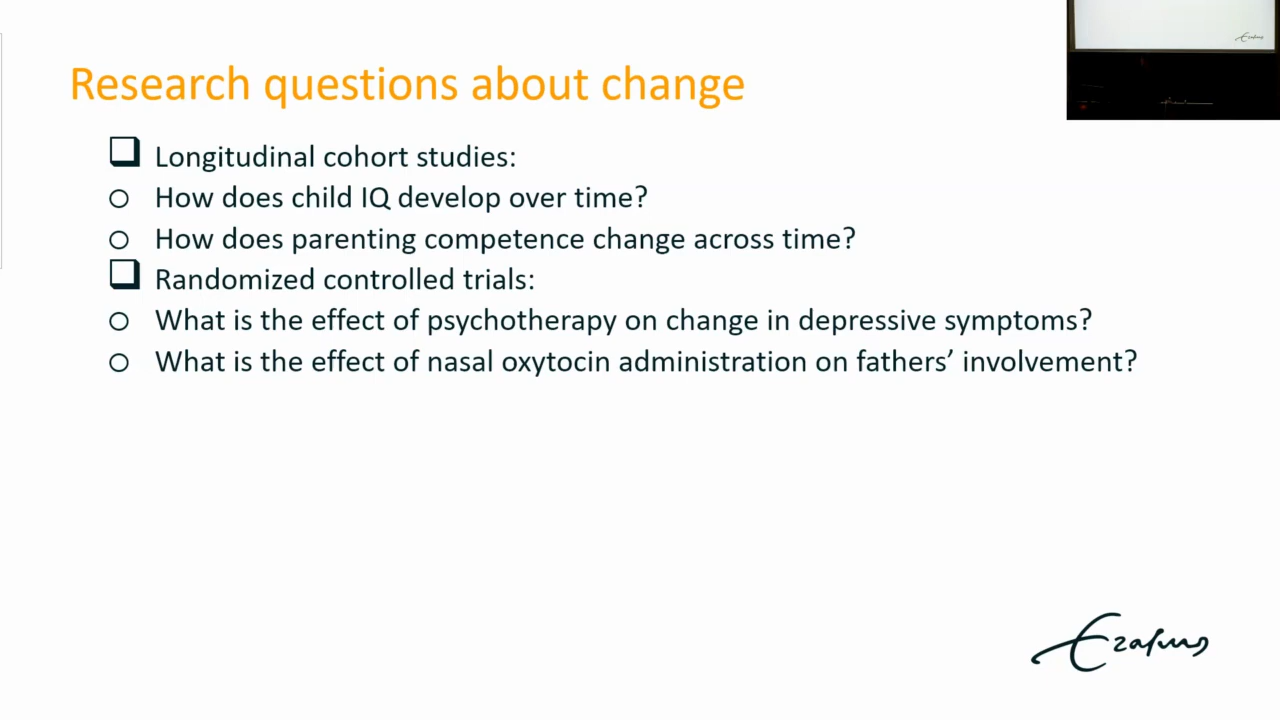 Research questions about change
Longitudinal cohort studies:
How does child IQ develop over time?
How does parenting competence change across time?
Randomized controlled trials:
What is the effect of psychotherapy on change in depressive symptoms?
What is the effect of nasal oxytocin administration on fathers’ involvement?
Erasmus